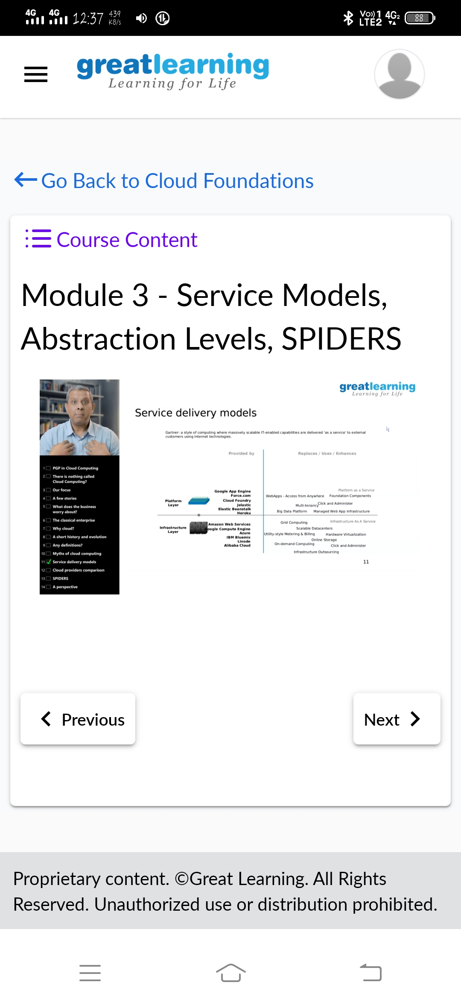 4G 4G 12:37 439 KB/s Vo)) 1 LTE2 4G2 88
greatlearning
Learning for Life
Go Back to Cloud Foundations
Course Content
Module 3 - Service Models,
Abstraction Levels, SPIDERS
greatlearning
Learning for Life
Service delivery models
Gartner: a style of computing where massively scalable IT-enabled capabilities are delivered 'as a service' to external
customers using Internet technologies.
Provided by
Replaces / Uses / Enhances
Platform
Layer
Google App Engine
Force.com
Cloud Foundry
Jelastic
Elastic Beanstalk
Heroku
Platform as a Service
WebApps - Access from Anywhere Foundation Components
Multi-tenancy Click and Administer
Big Data Platform Managed Web App Infrastructure
Infrastructure
Layer
Amazon Web Services
Google Compute Engine
Azure
IBM Bluemix
Linode
Alibaba Cloud
Grid Computing Infrastructure As A Service
Scalable Datacenters
Utility-style Metering & Billing Hardware Virtualization
Online Storage
On-demand Computing Click and Administer
Infrastructure Outsourcing
11
1 PGP in Cloud Computing
2 There is nothing called
Cloud Computing?
3 Our focus
4 A few stories
5 What does the business
worry about?
6 The classical enterprise
7 Why cloud?
8 A short history and evolution
9 Any definitions?
10 Myths of cloud computing
11 Service delivery models
12 Cloud providers comparison
13 SPIDERS
14 A perspective
Previous
Next
Proprietary content. ©Great Learning. All Rights
Reserved. Unauthorized use or distribution prohibited.